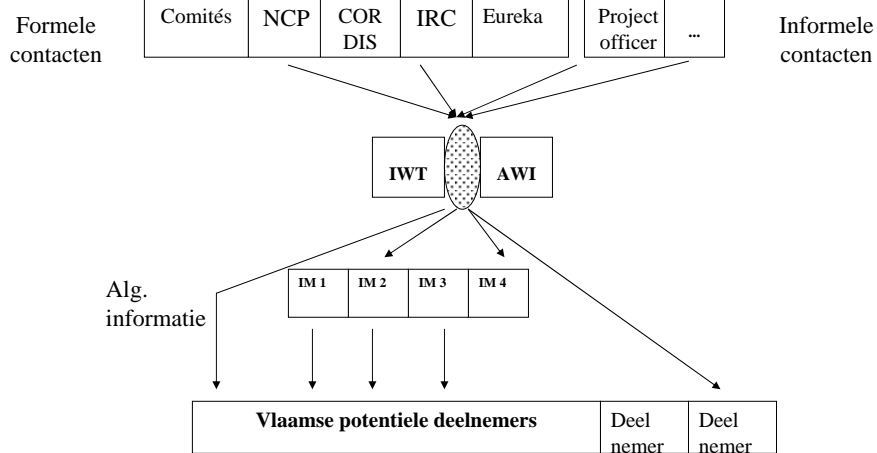 Formele
contacten
Comités
NCP
COR
DIS
IRC
Eureka
Project
officer
...
Informele
contacten
IWT
AWI
Alg.
informatie
IM 1
IM 2
IM 3
IM 4
Vlaamse potentiele deelnemers
Deel
nemer
Deel
nemer